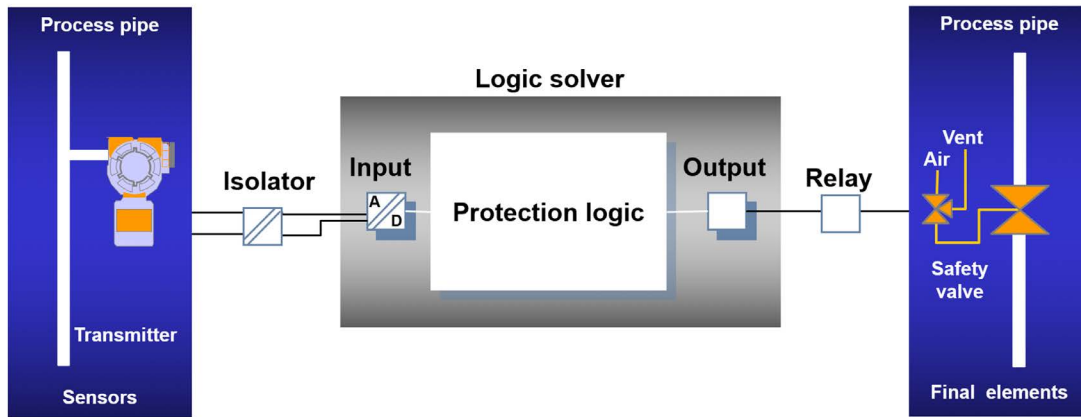 Process pipe
Transmitter
Sensors
Isolator
Logic solver
Input
A
D
Protection logic
Output
Relay
Process pipe
Vent
Air
Safety
valve
Final elements